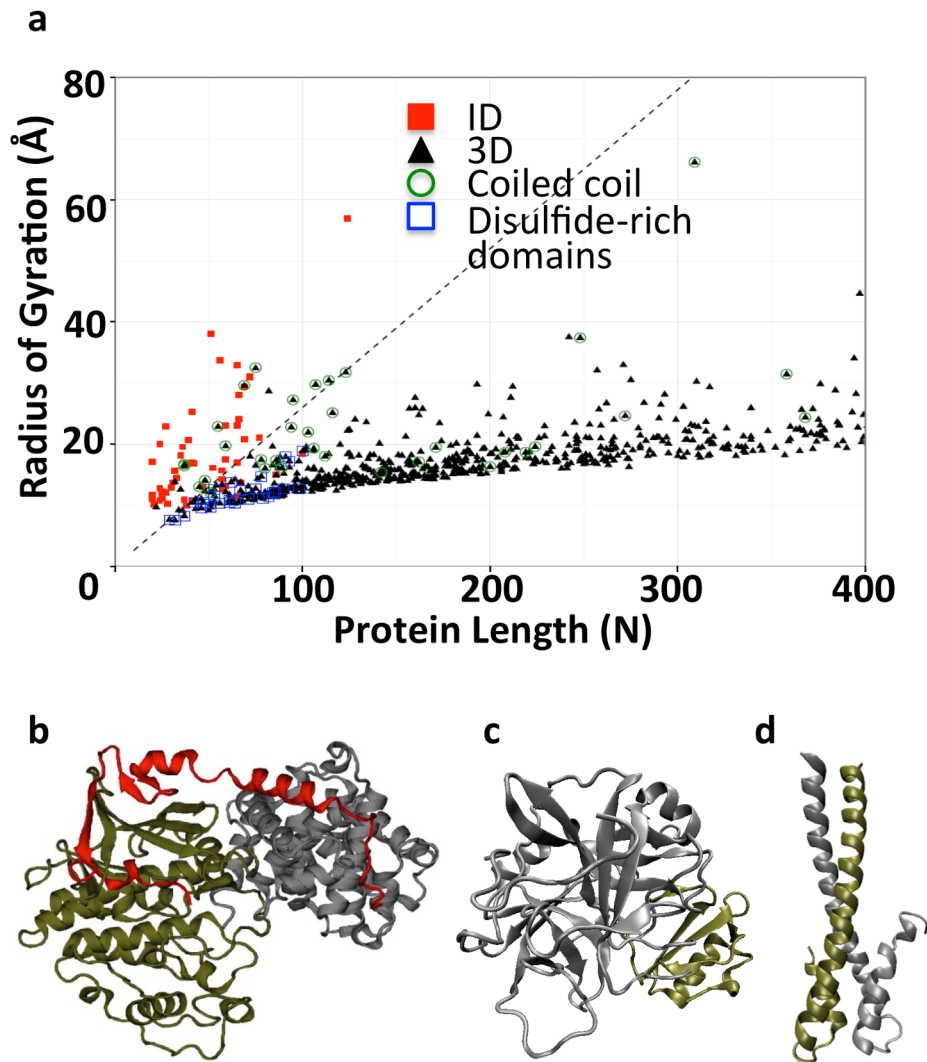 a
80
60
40
20
0
Radius of Gyration (Å)
ID
3D
Coiled coil
Disulfide-rich
domains
100
200
300
400
Protein Length (N)
b
c
d